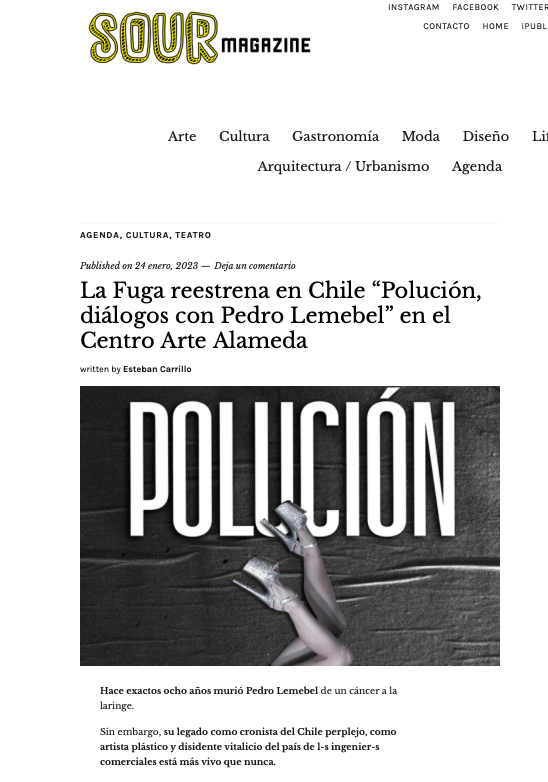 SOUR MAGAZINE
INSTAGRAM FACEBOOK
CONTACTO HOME
Arte Cultura Gastronomía Moda Diseño
Arquitectura / Urbanismo Agenda
AGENDA, CULTURA, TEATRO
Published on 24 enero, 2023 — Deja un comentario
La Fuga reestrena en Chile “Polución,
diálogos con Pedro Lemebel” en el
Centro Arte Alameda
written by Esteban Carrillo
POLUCIÓN
Hace exactos ocho años murió Pedro Lemebel de un cáncer a la
laringe.
Sin embargo, su legado como cronista del Chile perplejo, como
artista plástico y disidente vitalicio del país de l-s ingenier-s
comerciales está más vivo que nunca.